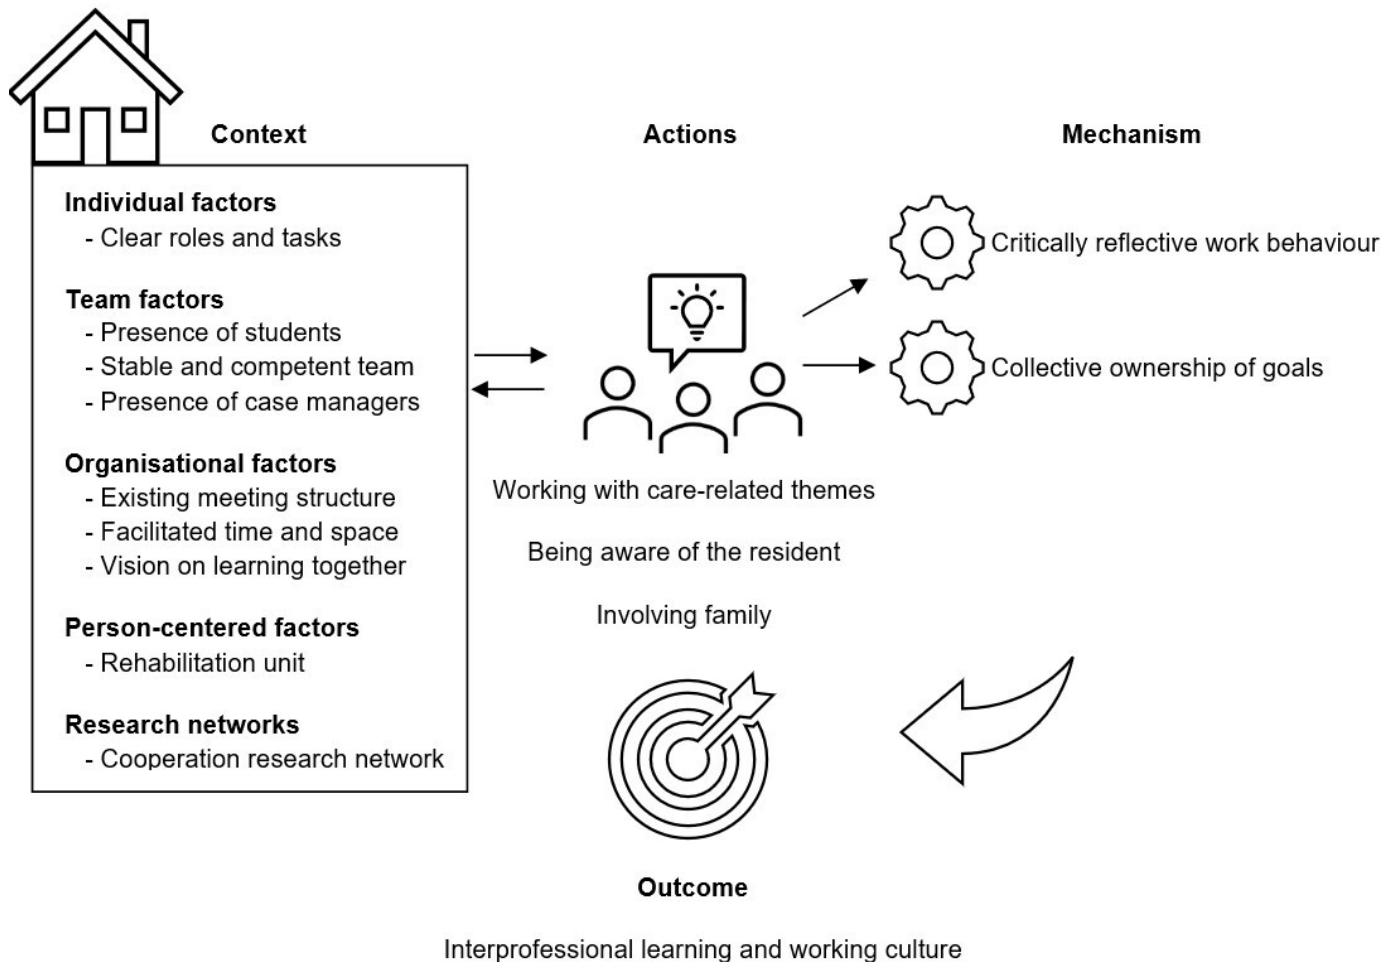 Context
Individual factors
- Clear roles and tasks
Team factors
- Presence of students
- Stable and competent team
- Presence of case managers
Organisational factors
- Existing meeting structure
- Facilitated time and space
- Vision on learning together
Person-centered factors
- Rehabilitation unit
Research networks
- Cooperation research network
Actions
Working with care-related themes
Being aware of the resident
Involving family
Mechanism
Critically reflective work behaviour
Collective ownership of goals
Outcome
Interprofessional learning and working culture